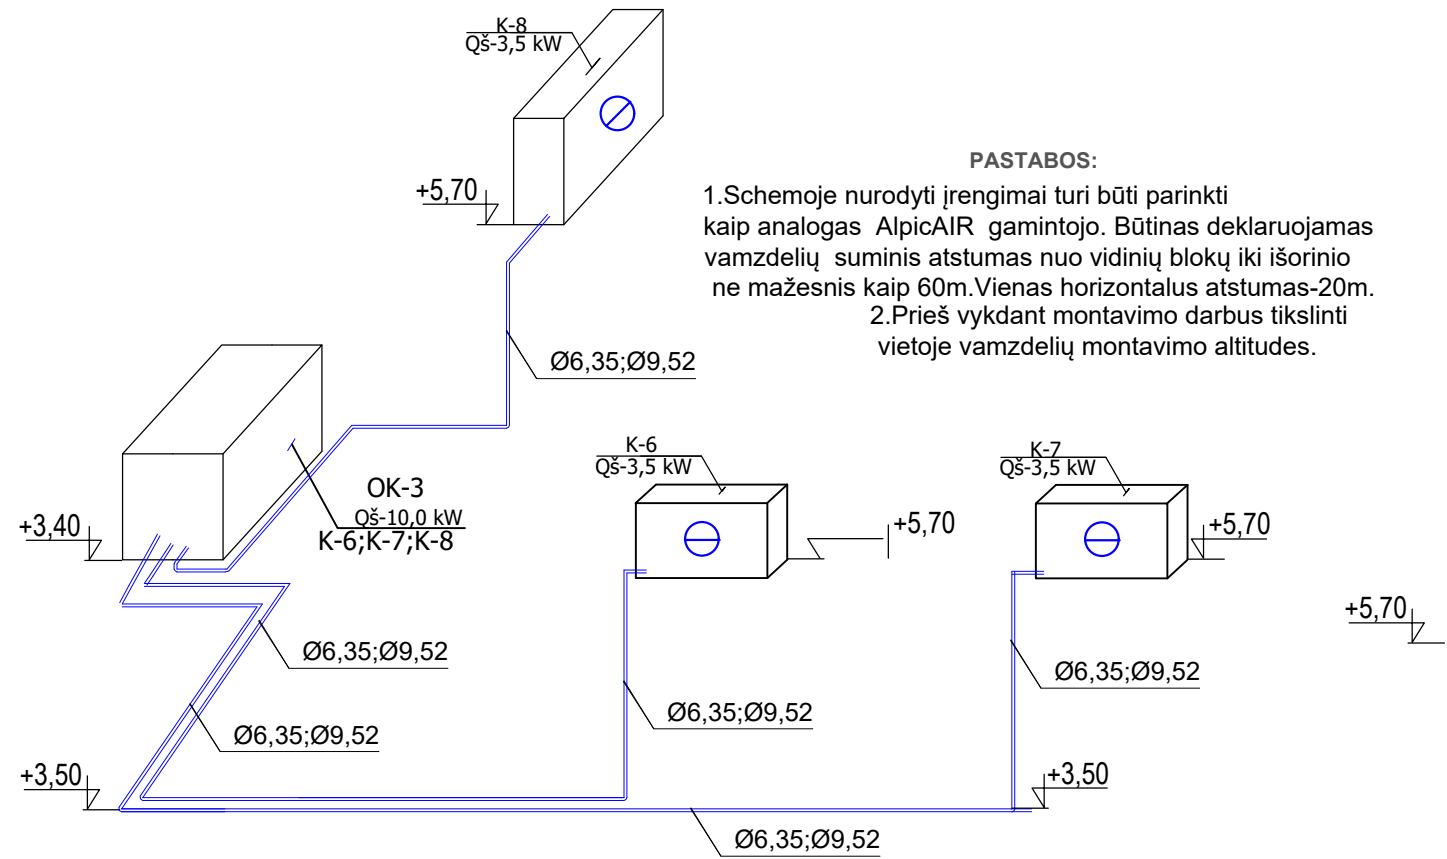 K-8
Qš-3,5 kW
+5,70
PASTABOS:
1.Schemoje nurodyti įrengimai turi būti parinkti
kaip analogas AlpicAIR gamintojo. Būtinas deklaruojamas
vamzdelių suminis atstumas nuo vidinių blokų iki išorinio
ne mažesnis kaip 60m.Vienas horizontalus atstumas-20m.
2.Prieš vykdant montavimo darbus tikslinti
vietoje vamzdelių montavimo altitudes.
Ø6,35;Ø9,52
K-6
Qš-3,5 kW
K-7
Qš-3,5 kW
OK-3
Qš-10,0 kW
K-6;K-7;K-8
+3,40
+5,70
+5,70
+5,70
Ø6,35;Ø9,52
Ø6,35;Ø9,52
Ø6,35;Ø9,52
Ø6,35;Ø9,52
+3,50
+3,50
Ø6,35;Ø9,52